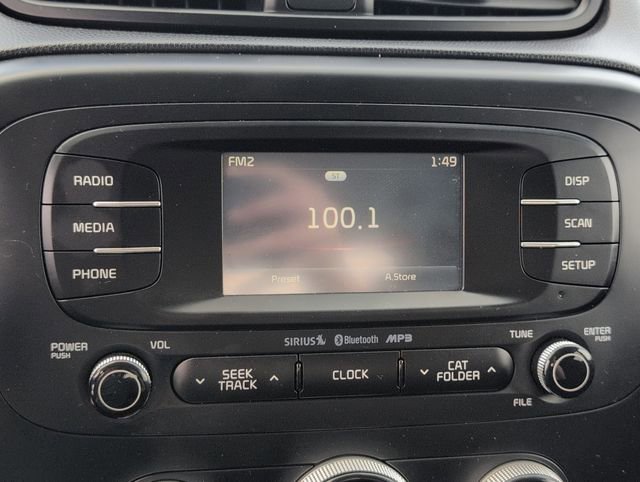 FM2 1:49
ST
100.1
Preset A.Store
RADIO
MEDIA
PHONE
DISP
SCAN
SETUP
SIRIUS Bluetooth MP3
POWER
PUSH
VOL
SEEK
TRACK
CLOCK
CAT
FOLDER
TUNE
FILE
ENTER
PUSH